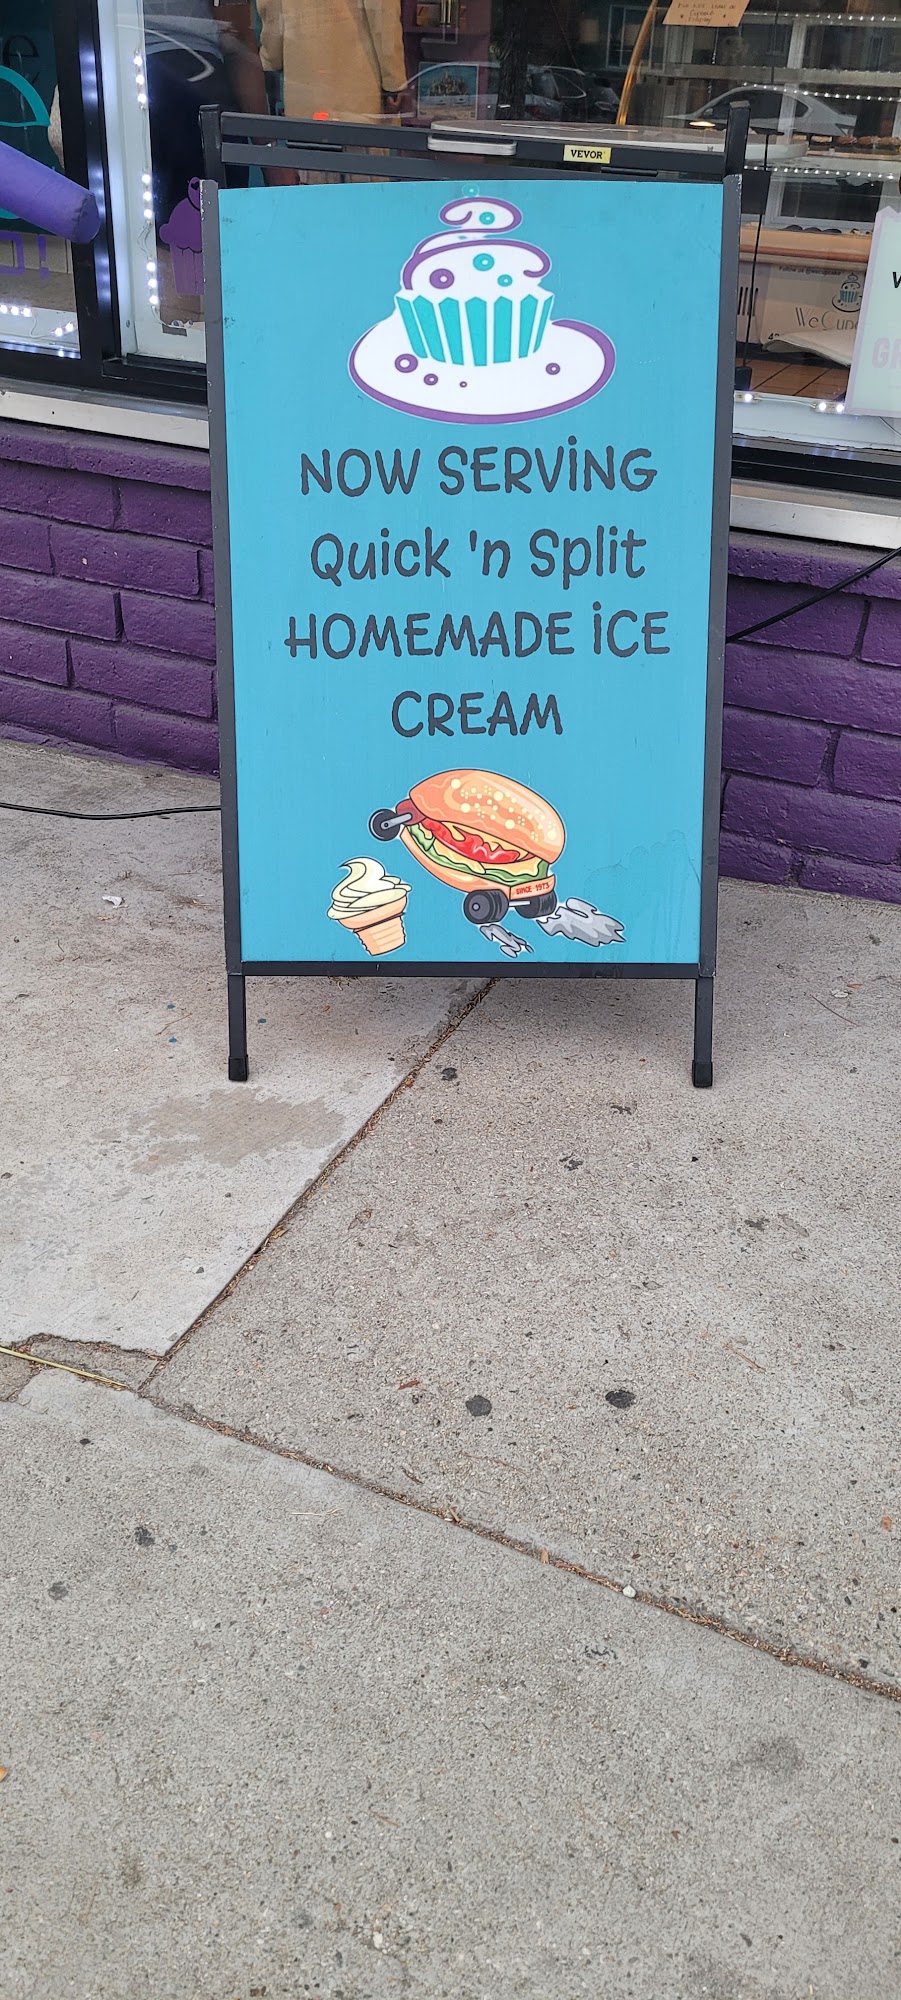 VEVOR
NOW SERVING
Quick 'n Split
HOMEMADE ICE
CREAM
SINCE 1973